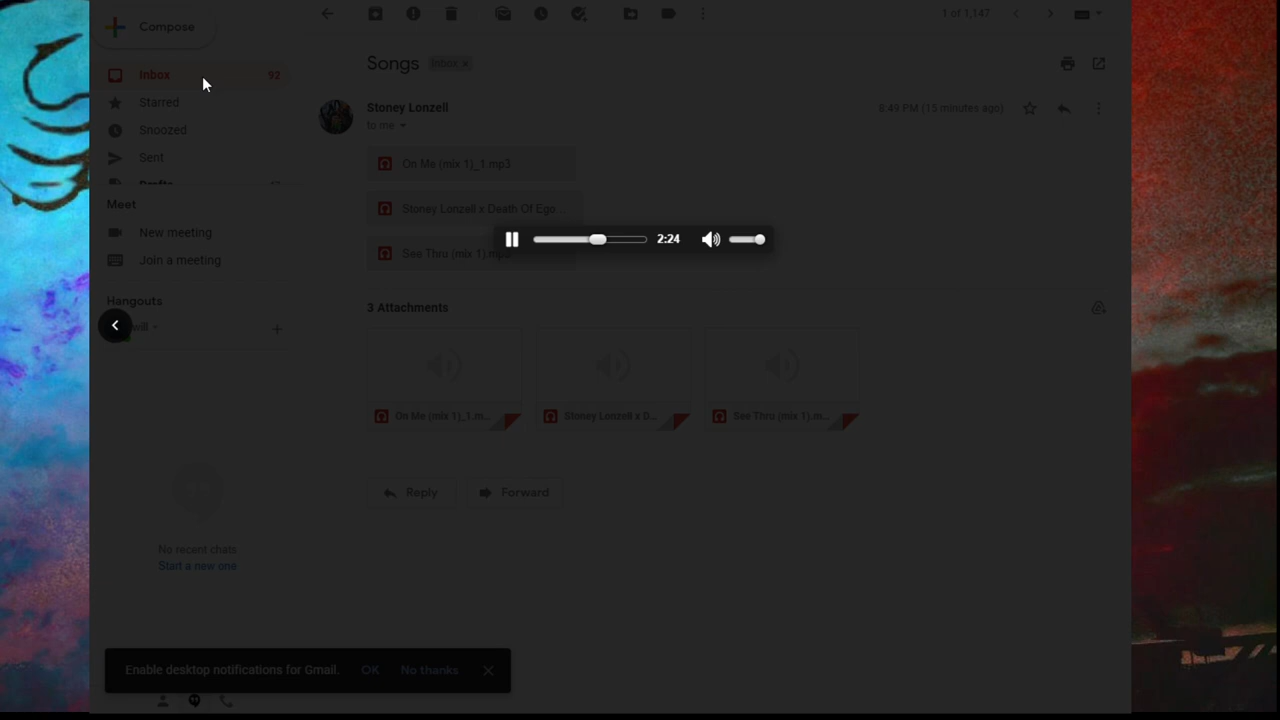 Compose
1 of 1,147
Inbox 92
Starred
Snoozed
Sent
Drafts
Meet
New meeting
Join a meeting
Hangouts
will
No recent chats
Start a new one
Songs Inbox ×
Stoney Lonzell
8:49 PM (15 minutes ago)
to me
On Me (mix 1)_1.mp3
Stoney Lonzell x Death Of Ego...
See Thru (mix 1).mp3
2:24
3 Attachments
On Me (mix 1)_1.m...
Stoney Lonzell x D...
See Thru (mix 1).m...
Reply
Forward
Enable desktop notifications for Gmail. OK No thanks